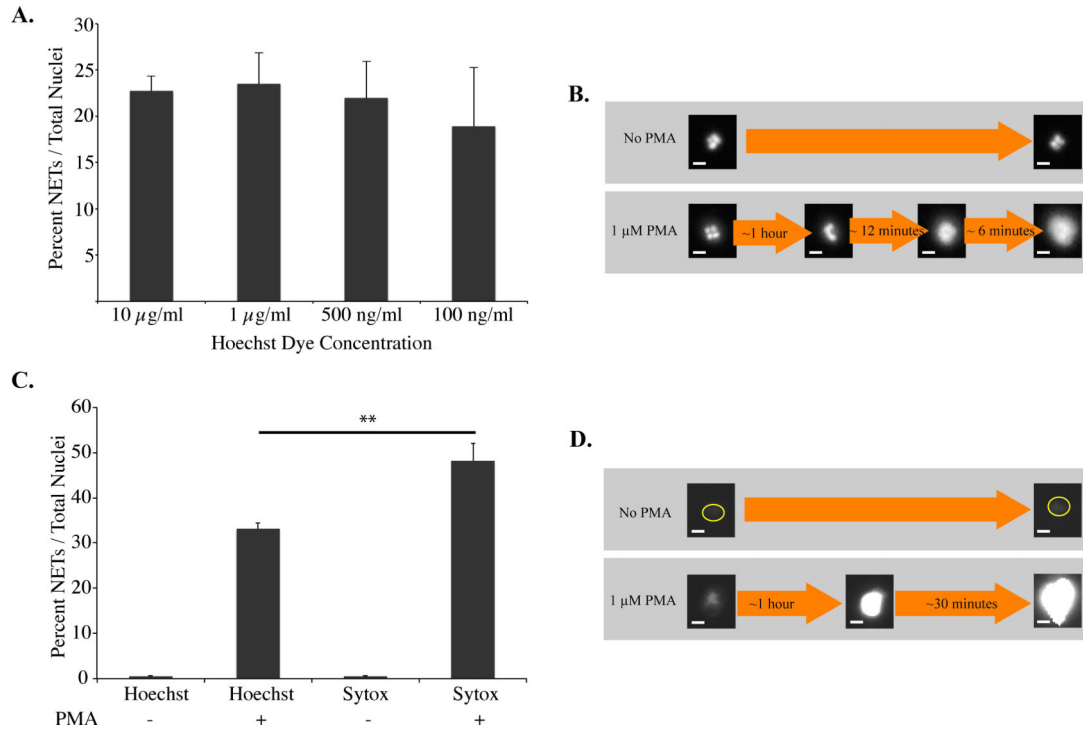 A.
Percent NETs / Total Nuclei
30
25
20
15
10
5
0
10 µg/ml 1 µg/ml 500 ng/ml 100 ng/ml
Hoechst Dye Concentration
B.
No PMA
1 µM PMA
~1 hour
~ 12 minutes
~ 6 minutes
C.
Percent NETs / Total Nuclei
60
50
40
30
20
10
0
**
Hoechst Hoechst Sytox Sytox
PMA - + - +
D.
No PMA
1 µM PMA
~1 hour
~30 minutes